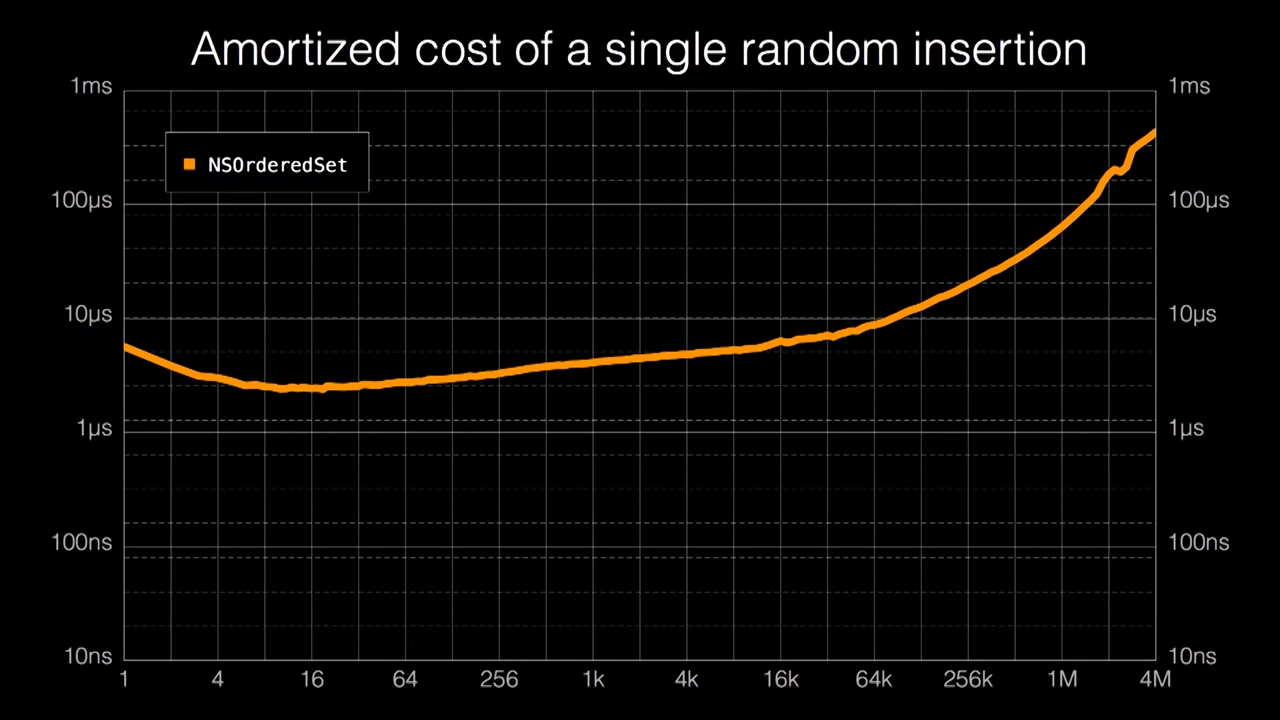 Amortized cost of a single random insertion
1ms
1ms
NSOrderedSet
100µs
100µs
10µs
10µs
1µs
1µs
100ns
100ns
10ns
10ns
1 4 16 64 256 1k 4k 16k 64k 256k 1M 4M